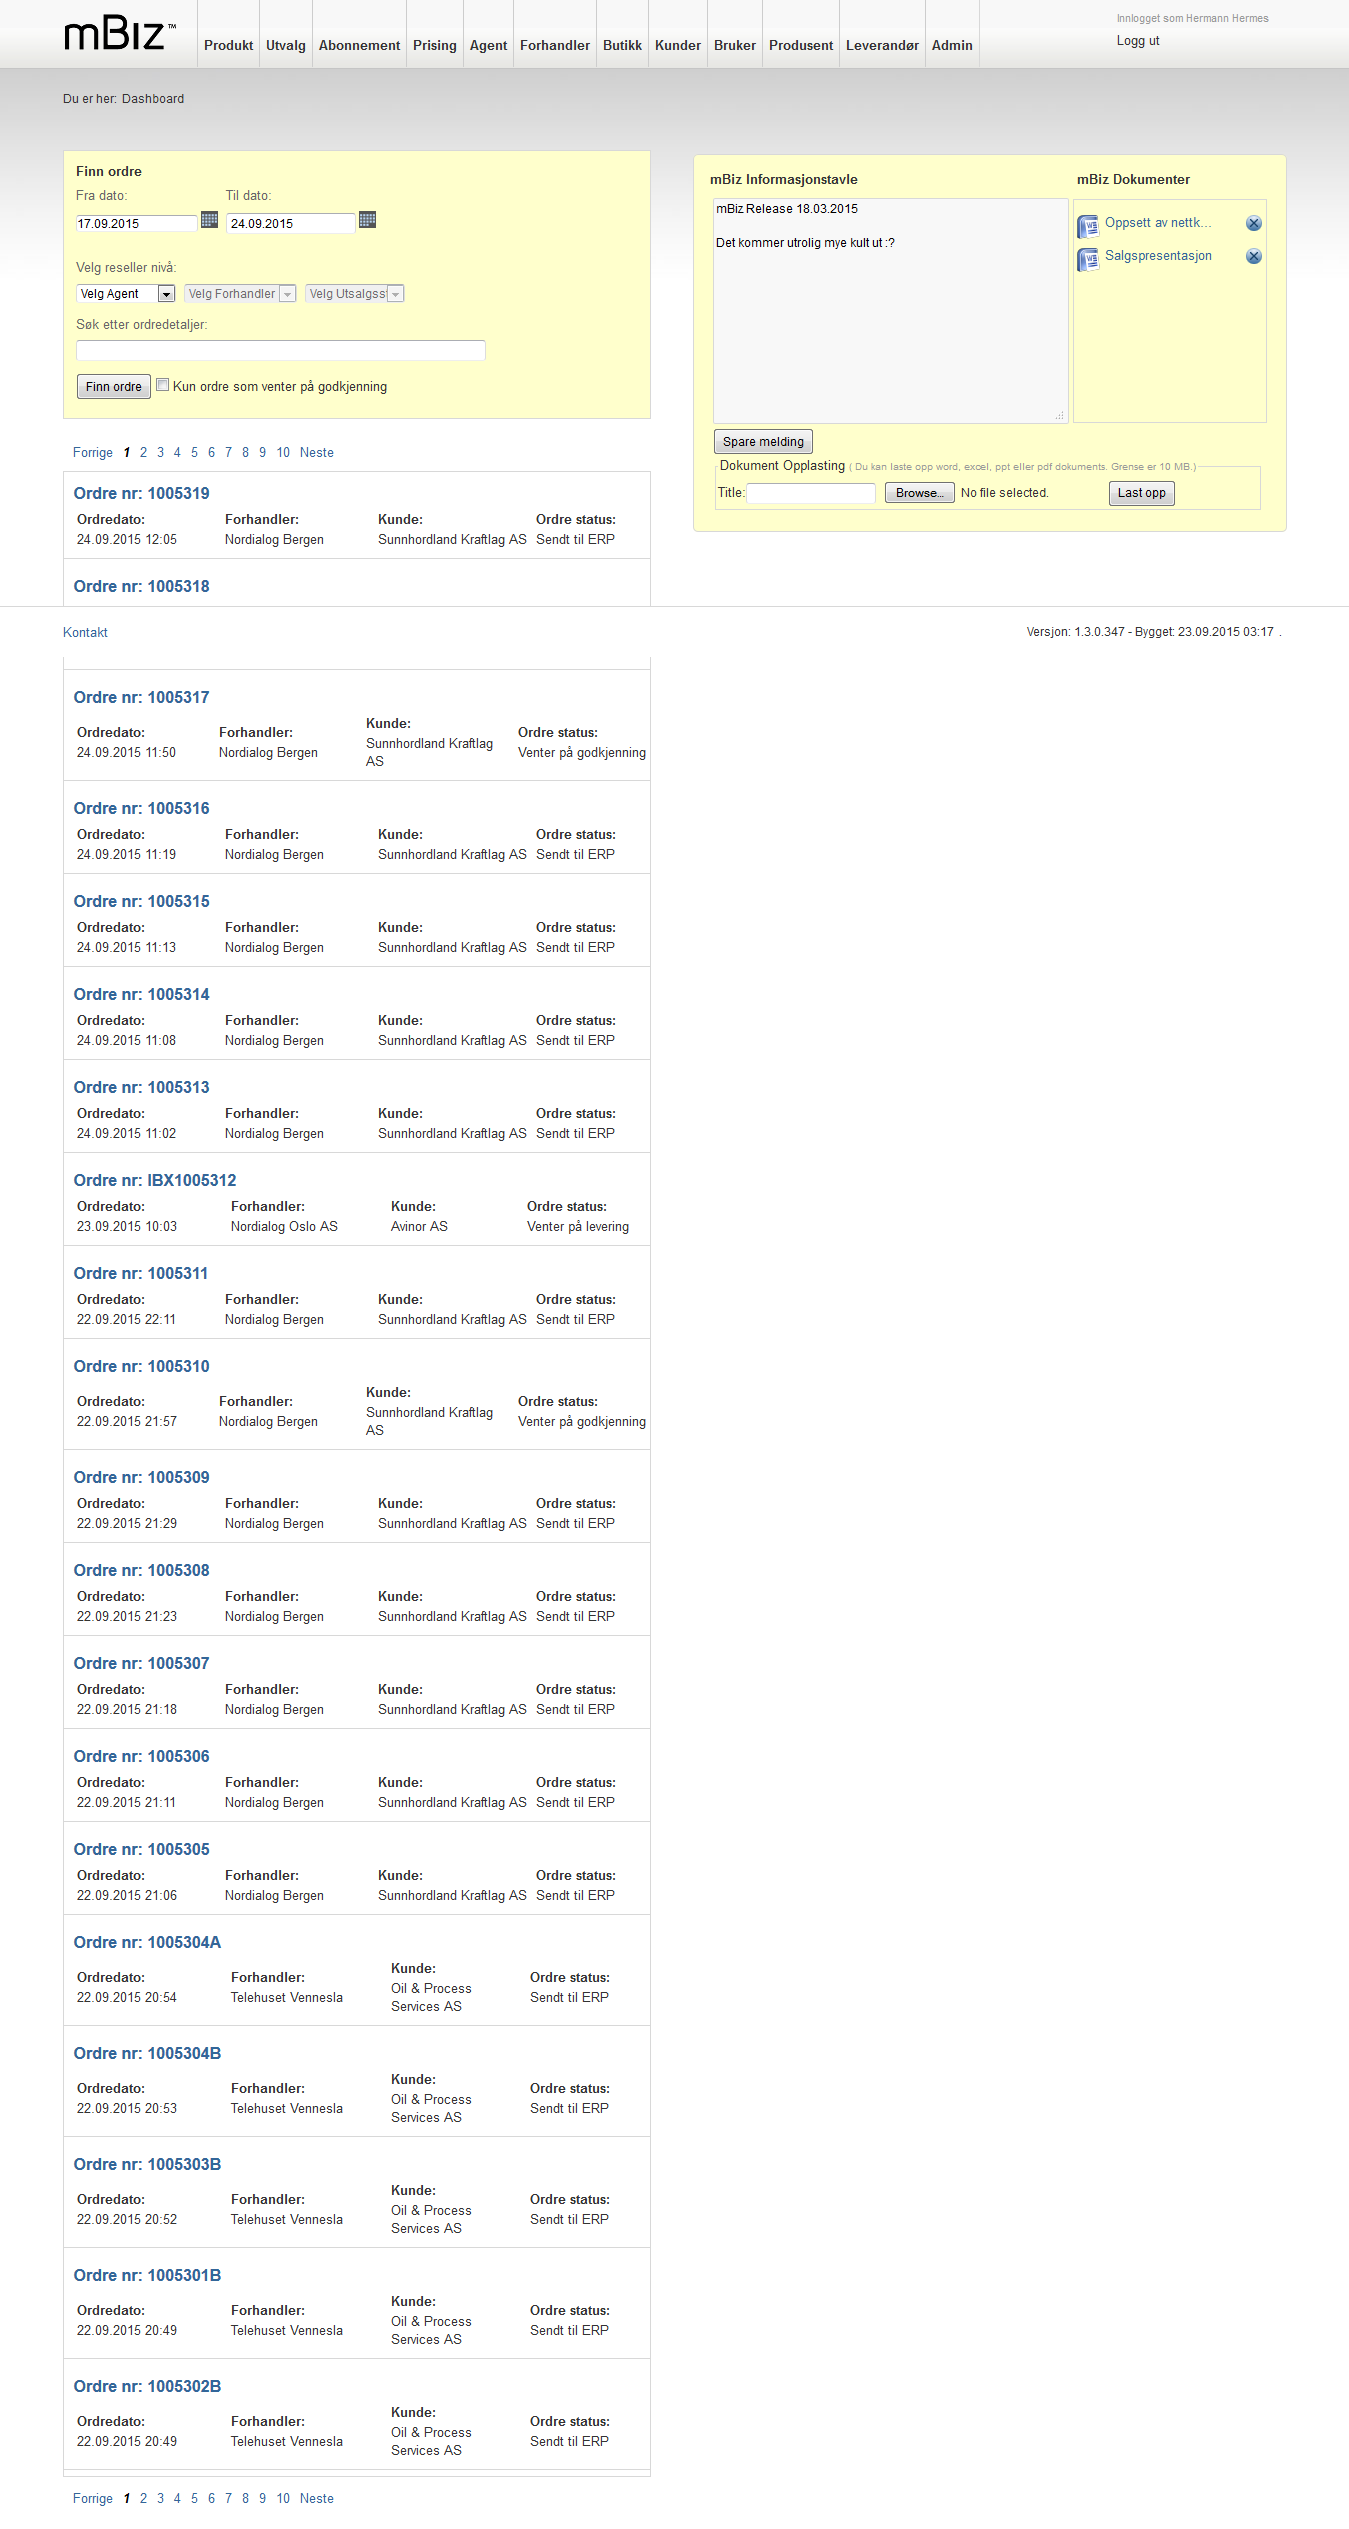 mBiz™
Produkt Utvalg Abonnement Prising Agent Forhandler Butikk Kunder Bruker Produsent Leverandør Admin
Innlogget som Hermann Hermes
Logg ut
Du er her: Dashboard
Finn ordre
Fra dato: Til dato:
17.09.2015 24.09.2015
Velg reseller nivå:
Velg Agent Velg Forhandler Velg Utsalgss
Søk etter ordredetaljer:
Finn ordre Kun ordre som venter på godkjenning
mBiz Informasjonstavle mBiz Dokumenter
mBiz Release 18.03.2015
Det kommer utrolig mye kult ut :?
Oppsett av nettk...
Salgspresentasjon
Spare melding
Dokument Opplasting ( Du kan laste opp word, excel, ppt eller pdf dokuments. Grense er 10 MB.)
Title: Browse... No file selected. Last opp
Forrige 1 2 3 4 5 6 7 8 9 10 Neste
Ordre nr: 1005319
Ordredato: Forhandler: Kunde: Ordre status:
24.09.2015 12:05 Nordialog Bergen Sunnhordland Kraftlag AS Sendt til ERP
Ordre nr: 1005318
Kontakt Versjon: 1.3.0.347 - Bygget: 23.09.2015 03:17 .
Ordre nr: 1005317
Ordredato: Forhandler: Kunde: Ordre status:
24.09.2015 11:50 Nordialog Bergen Sunnhordland Kraftlag Venter på godkjenning
AS
Ordre nr: 1005316
Ordredato: Forhandler: Kunde: Ordre status:
24.09.2015 11:19 Nordialog Bergen Sunnhordland Kraftlag AS Sendt til ERP
Ordre nr: 1005315
Ordredato: Forhandler: Kunde: Ordre status:
24.09.2015 11:13 Nordialog Bergen Sunnhordland Kraftlag AS Sendt til ERP
Ordre nr: 1005314
Ordredato: Forhandler: Kunde: Ordre status:
24.09.2015 11:08 Nordialog Bergen Sunnhordland Kraftlag AS Sendt til ERP
Ordre nr: 1005313
Ordredato: Forhandler: Kunde: Ordre status:
24.09.2015 11:02 Nordialog Bergen Sunnhordland Kraftlag AS Sendt til ERP
Ordre nr: IBX1005312
Ordredato: Forhandler: Kunde: Ordre status:
23.09.2015 10:03 Nordialog Oslo AS Avinor AS Venter på levering
Ordre nr: 1005311
Ordredato: Forhandler: Kunde: Ordre status:
22.09.2015 22:11 Nordialog Bergen Sunnhordland Kraftlag AS Sendt til ERP
Ordre nr: 1005310
Ordredato: Forhandler: Kunde: Ordre status:
22.09.2015 21:57 Nordialog Bergen Sunnhordland Kraftlag Venter på godkjenning
AS
Ordre nr: 1005309
Ordredato: Forhandler: Kunde: Ordre status:
22.09.2015 21:29 Nordialog Bergen Sunnhordland Kraftlag AS Sendt til ERP
Ordre nr: 1005308
Ordredato: Forhandler: Kunde: Ordre status:
22.09.2015 21:23 Nordialog Bergen Sunnhordland Kraftlag AS Sendt til ERP
Ordre nr: 1005307
Ordredato: Forhandler: Kunde: Ordre status:
22.09.2015 21:18 Nordialog Bergen Sunnhordland Kraftlag AS Sendt til ERP
Ordre nr: 1005306
Ordredato: Forhandler: Kunde: Ordre status:
22.09.2015 21:11 Nordialog Bergen Sunnhordland Kraftlag AS Sendt til ERP
Ordre nr: 1005305
Ordredato: Forhandler: Kunde: Ordre status:
22.09.2015 21:06 Nordialog Bergen Sunnhordland Kraftlag AS Sendt til ERP
Ordre nr: 1005304A
Ordredato: Forhandler: Kunde: Ordre status:
22.09.2015 20:54 Telehuset Vennesla Oil & Process Sendt til ERP
Services AS
Ordre nr: 1005304B
Ordredato: Forhandler: Kunde: Ordre status:
22.09.2015 20:53 Telehuset Vennesla Oil & Process Sendt til ERP
Services AS
Ordre nr: 1005303B
Ordredato: Forhandler: Kunde: Ordre status:
22.09.2015 20:52 Telehuset Vennesla Oil & Process Sendt til ERP
Services AS
Ordre nr: 1005301B
Ordredato: Forhandler: Kunde: Ordre status:
22.09.2015 20:49 Telehuset Vennesla Oil & Process Sendt til ERP
Services AS
Ordre nr: 1005302B
Ordredato: Forhandler: Kunde: Ordre status:
22.09.2015 20:49 Telehuset Vennesla Oil & Process Sendt til ERP
Services AS
Forrige 1 2 3 4 5 6 7 8 9 10 Neste